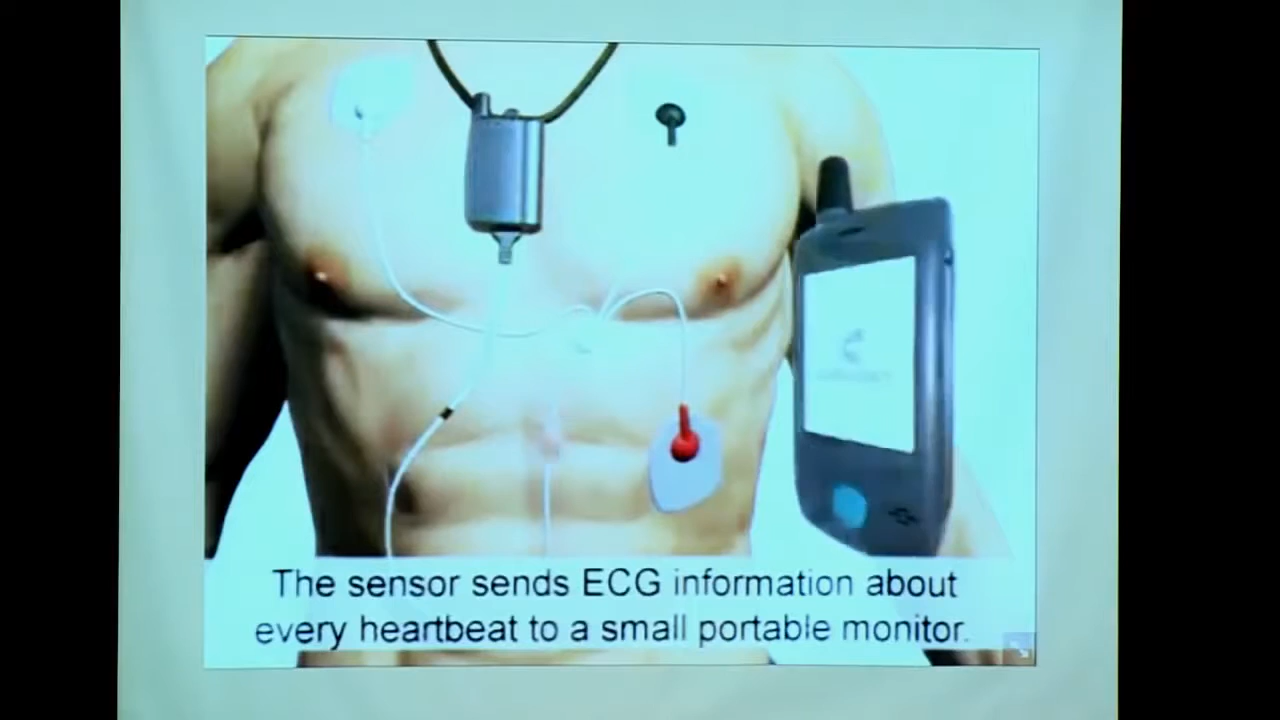 The sensor sends ECG information about
every heartbeat to a small portable monitor.